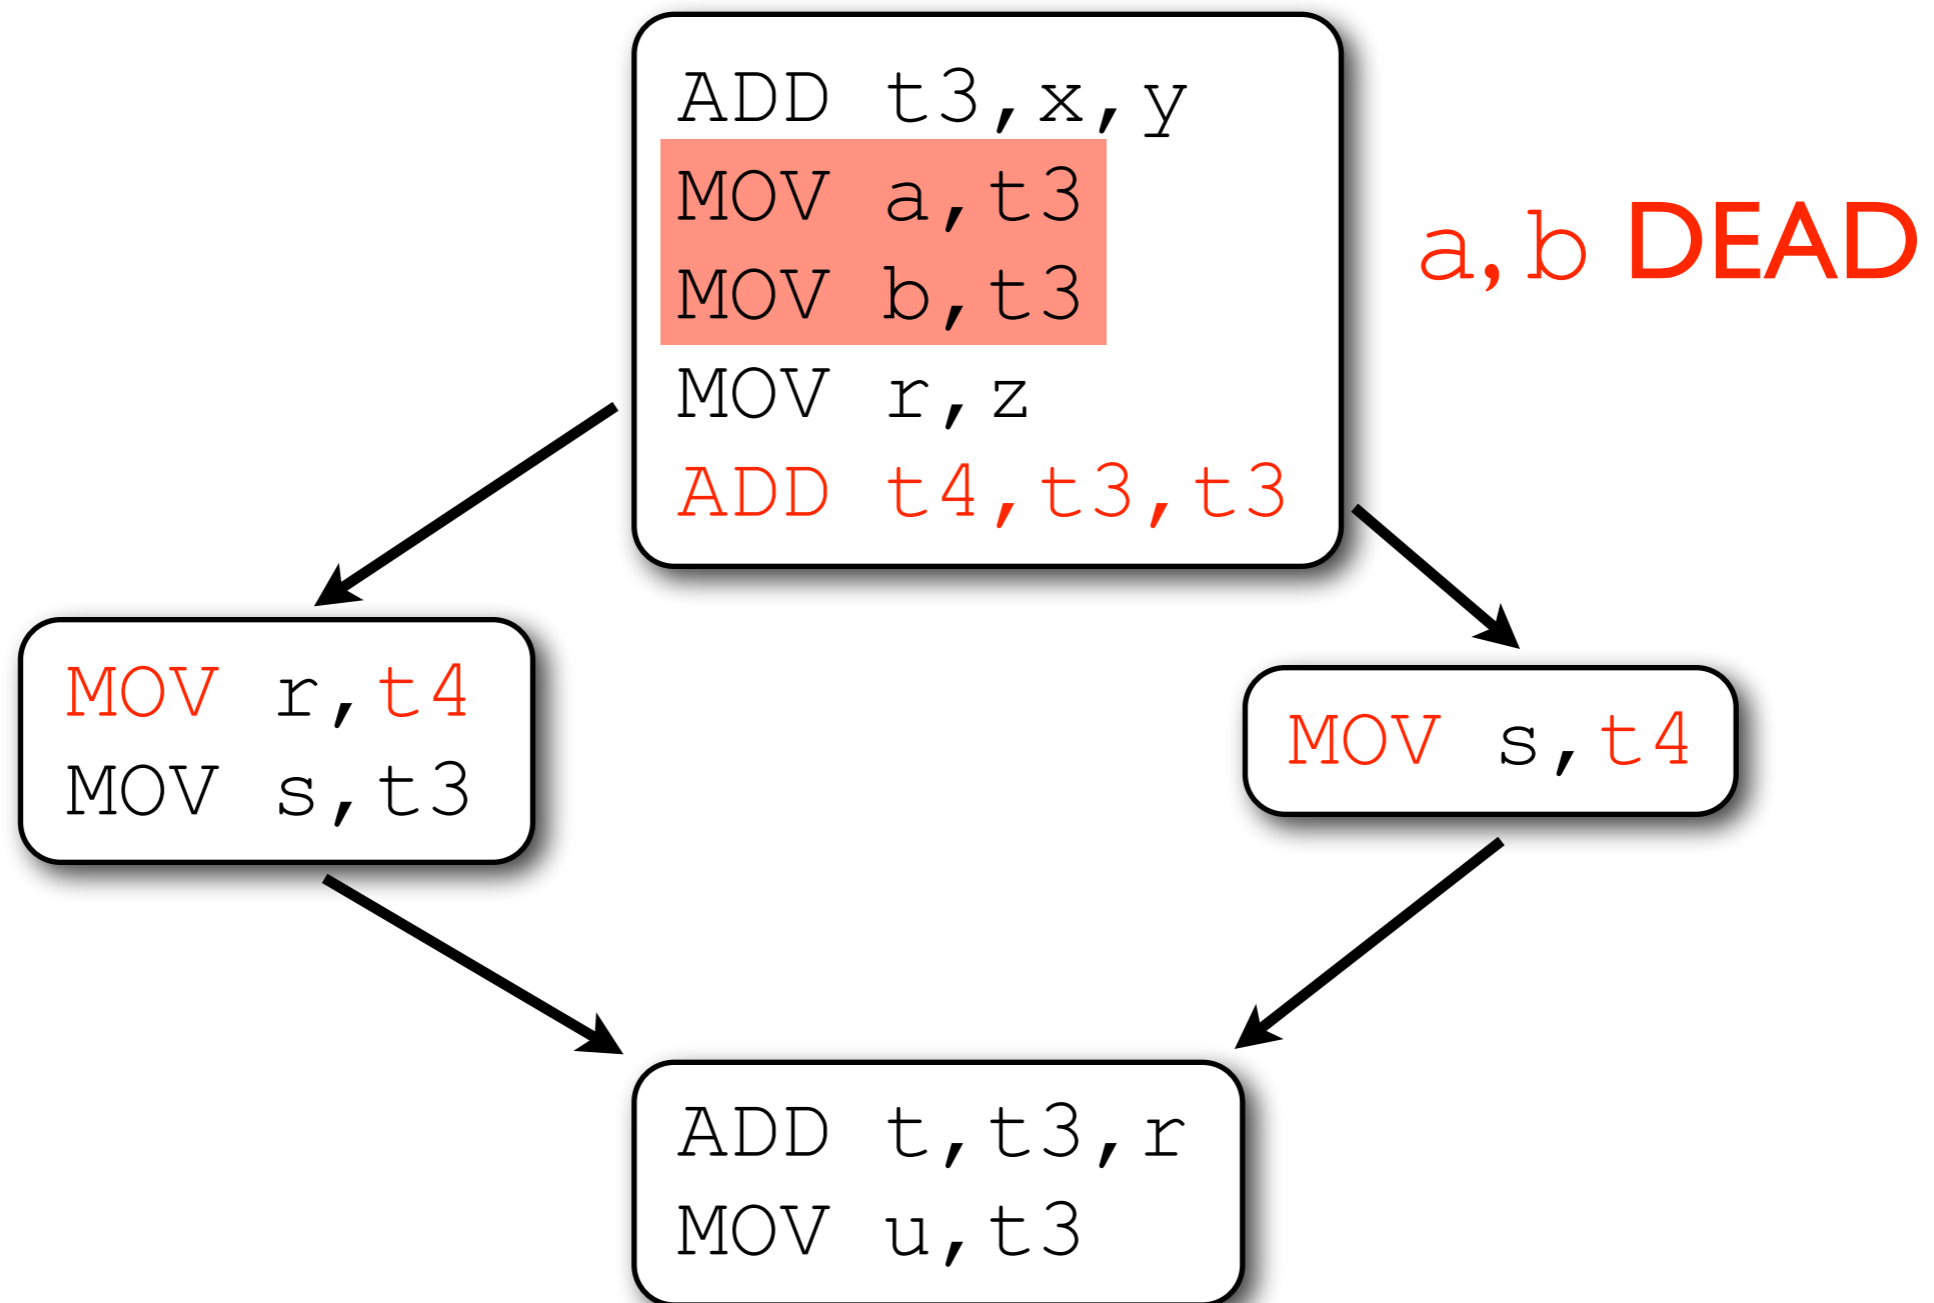 ADD t3,x,y
MOV a,t3
MOV b,t3
MOV r,z
ADD t4,t3,t3
a,b DEAD
MOV r,t4
MOV s,t3
MOV s,t4
ADD t,t3,r
MOV u,t3